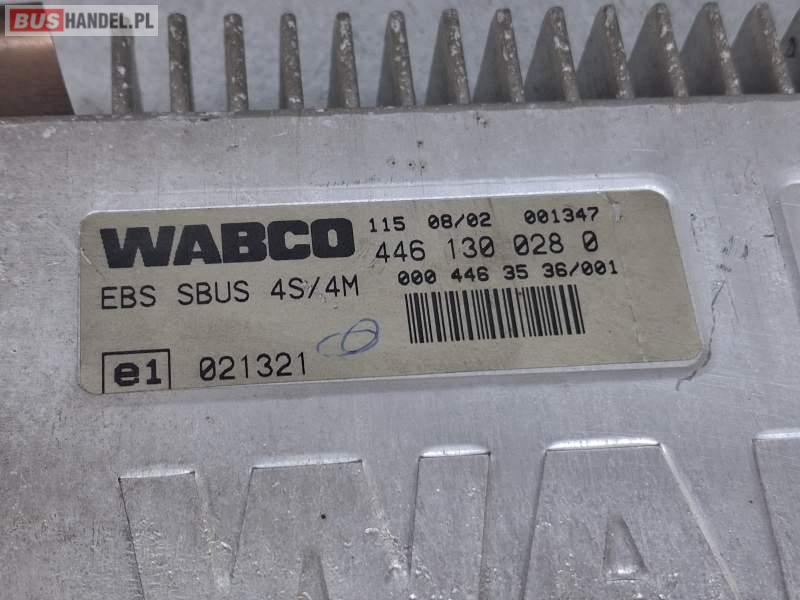 BUSHANDEL.PL
WABCO 115 08/02 001347
446 130 028 0
000 446 35 36/001
EBS SBUS 4S/4M
e1 021321
WA